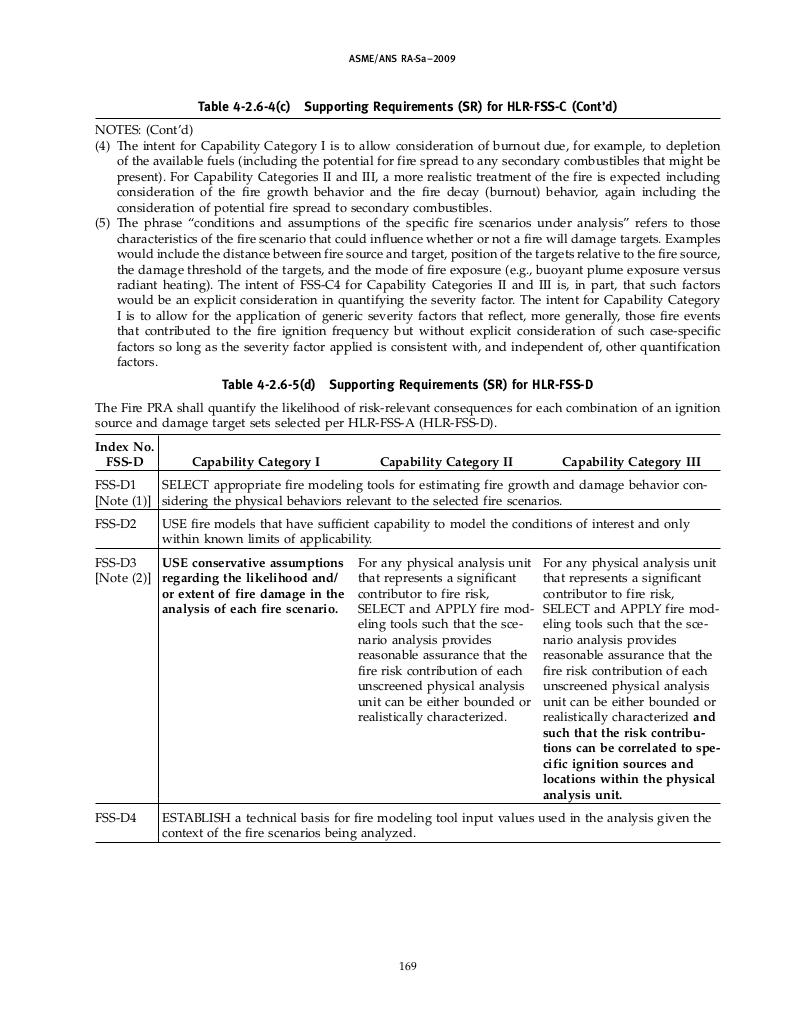 ASME/ANS RA-Sa–2009
Table 4-2.6-4(c) Supporting Requirements (SR) for HLR-FSS-C (Cont’d)
NOTES: (Cont’d)
(4) The intent for Capability Category I is to allow consideration of burnout due, for example, to depletion
of the available fuels (including the potential for fire spread to any secondary combustibles that might be
present). For Capability Categories II and III, a more realistic treatment of the fire is expected including
consideration of the fire growth behavior and the fire decay (burnout) behavior, again including the
consideration of potential fire spread to secondary combustibles.
(5) The phrase “conditions and assumptions of the specific fire scenarios under analysis” refers to those
characteristics of the fire scenario that could influence whether or not a fire will damage targets. Examples
would include the distance between fire source and target, position of the targets relative to the fire source,
the damage threshold of the targets, and the mode of fire exposure (e.g., buoyant plume exposure versus
radiant heating). The intent of FSS-C4 for Capability Categories II and III is, in part, that such factors
would be an explicit consideration in quantifying the severity factor. The intent for Capability Category
I is to allow for the application of generic severity factors that reflect, more generally, those fire events
that contributed to the fire ignition frequency but without explicit consideration of such case-specific
factors so long as the severity factor applied is consistent with, and independent of, other quantification
factors.
Table 4-2.6-5(d) Supporting Requirements (SR) for HLR-FSS-D
The Fire PRA shall quantify the likelihood of risk-relevant consequences for each combination of an ignition
source and damage target sets selected per HLR-FSS-A (HLR-FSS-D).
Index No.
FSS-D
Capability Category I
Capability Category II
Capability Category III
FSS-D1
[Note (1)]
SELECT appropriate fire modeling tools for estimating fire growth and damage behavior con-
sidering the physical behaviors relevant to the selected fire scenarios.
FSS-D2
USE fire models that have sufficient capability to model the conditions of interest and only
within known limits of applicability.
FSS-D3
[Note (2)]
USE conservative assumptions
regarding the likelihood and/
or extent of fire damage in the
analysis of each fire scenario.
For any physical analysis unit
that represents a significant
contributor to fire risk,
SELECT and APPLY fire mod-
eling tools such that the sce-
nario analysis provides
reasonable assurance that the
fire risk contribution of each
unscreened physical analysis
unit can be either bounded or
realistically characterized.
For any physical analysis unit
that represents a significant
contributor to fire risk,
SELECT and APPLY fire mod-
eling tools such that the sce-
nario analysis provides
reasonable assurance that the
fire risk contribution of each
unscreened physical analysis
unit can be either bounded or
realistically characterized and
such that the risk contribu-
tions can be correlated to spe-
cific ignition sources and
locations within the physical
analysis unit.
FSS-D4
ESTABLISH a technical basis for fire modeling tool input values used in the analysis given the
context of the fire scenarios being analyzed.
169